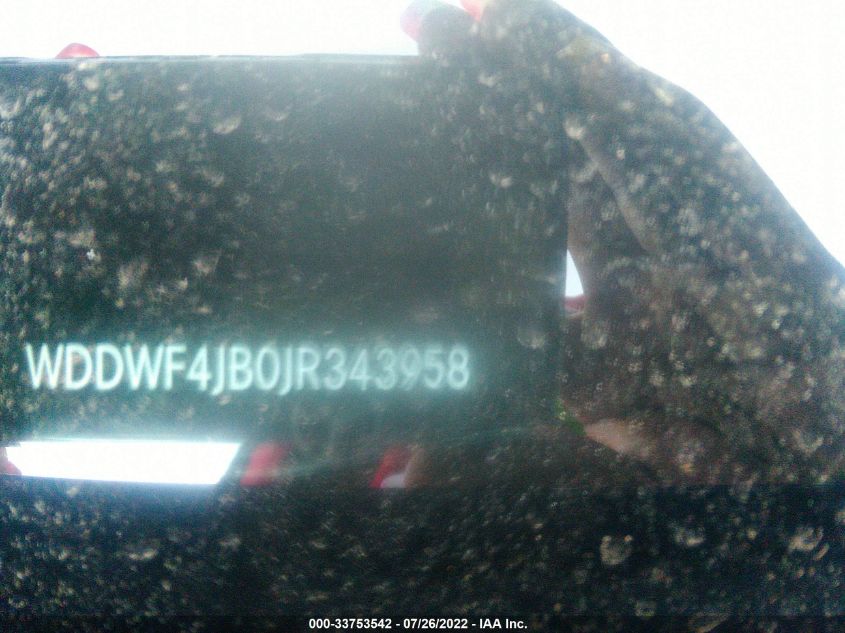 WDDWF4JB0JR343958
000-33753542 - 07/26/2022 - IAA Inc.